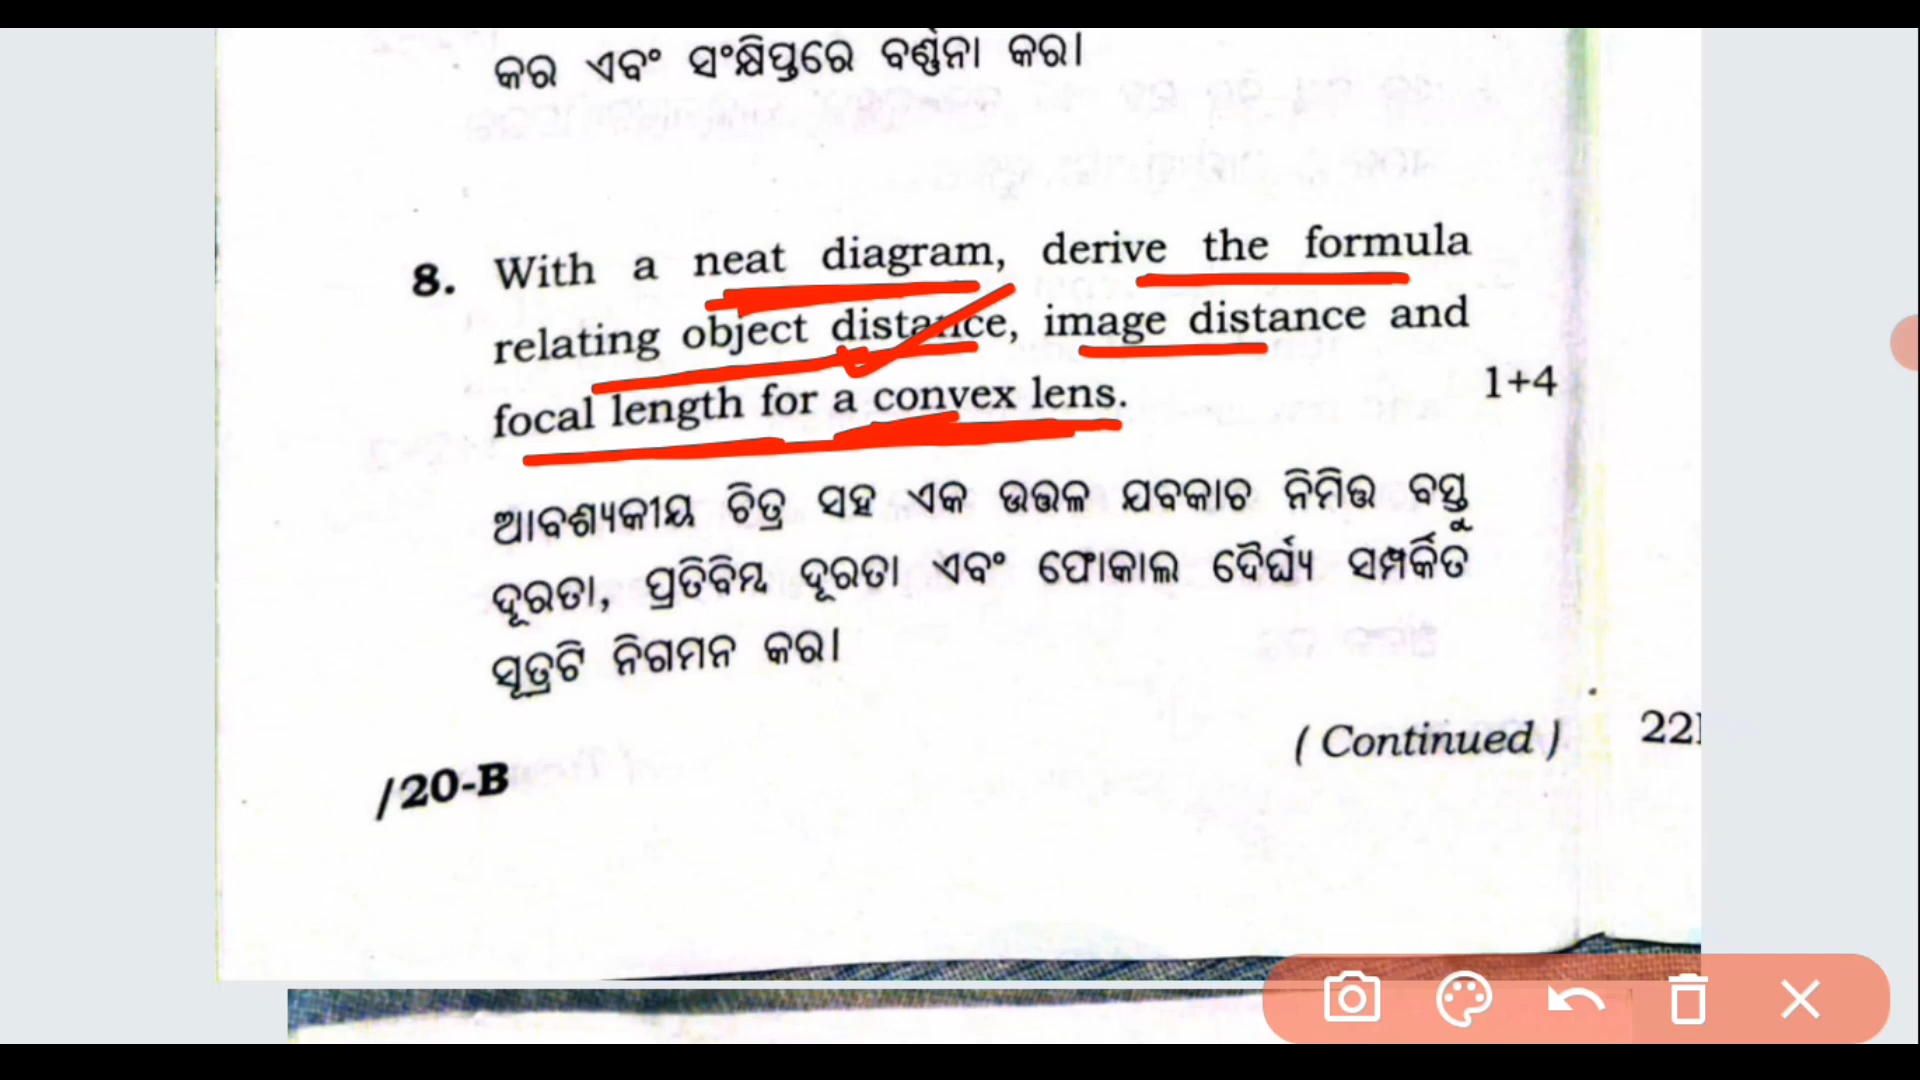 କର ଏବଂ ସଂକ୍ଷିପ୍ତରେ ବର୍ଣ୍ଣନା କର।
8. With a neat diagram, derive the formula
relating object distance, image distance and
focal length for a convex lens. 1+4
ଆବଶ୍ୟକୀୟ ଚିତ୍ର ସହ ଏକ ଉତ୍ତଳ ଯବକାଚ ନିମିତ୍ତ ବସ୍ତୁ
ଦୂରତା, ପ୍ରତିବିମ୍ବ ଦୂରତା ଏବଂ ଫୋକାଲ ଦୈର୍ଘ୍ୟ ସମ୍ପର୍କିତ
ସୂତ୍ରଟି ନିଗମନ କର।
( Continued )
/20-B